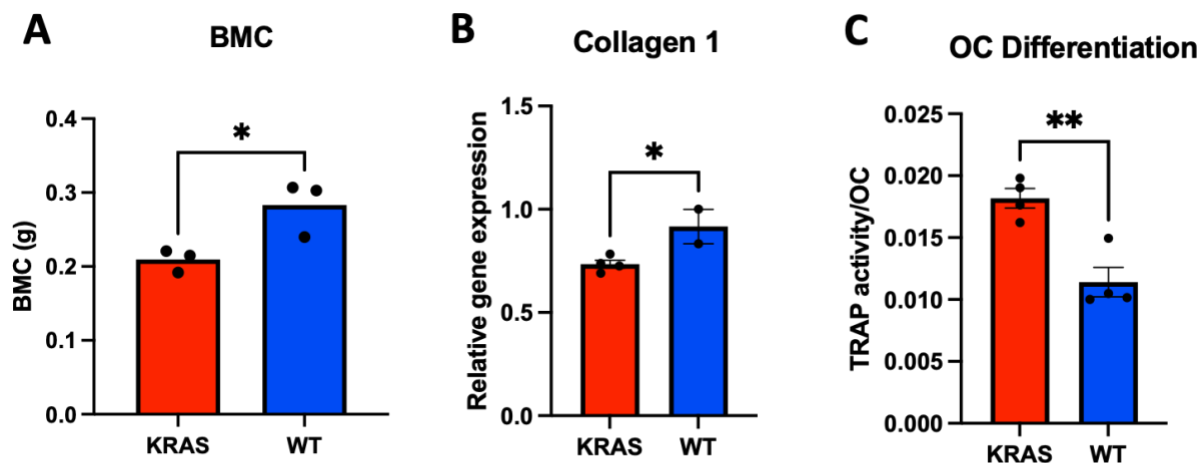 A
BMC
BMC (g)
0.4
0.3
0.2
0.1
0.0
*
KRAS
WT
B
Collagen 1
Relative gene expression
1.5
1.0
0.5
0.0
*
KRAS
WT
C
OC Differentiation
TRAP activity/OC
0.025
0.020
0.015
0.010
0.005
0.000
**
KRAS
WT